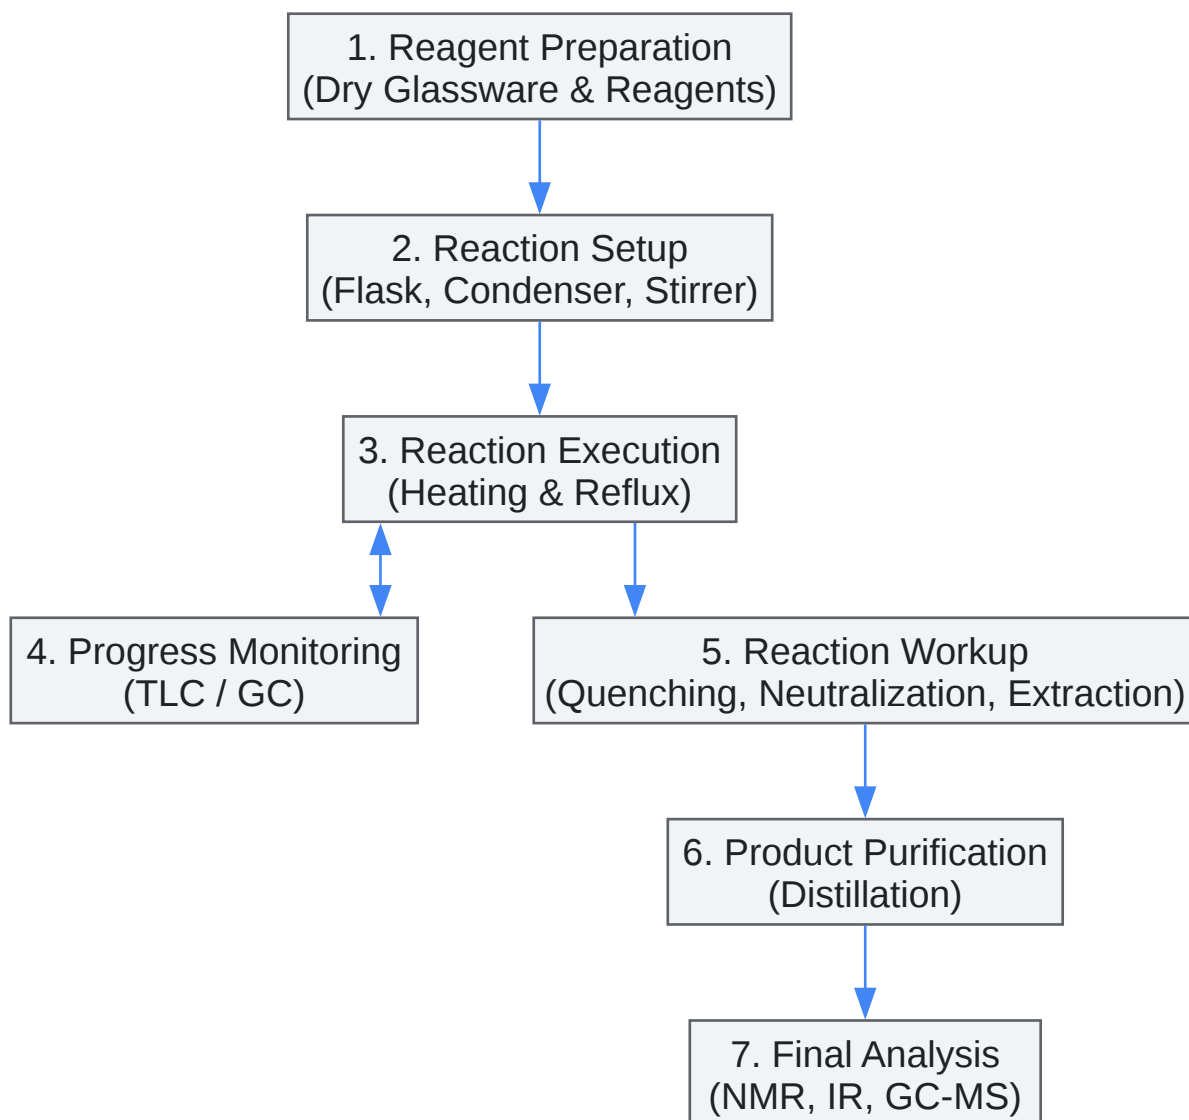 1. Reagent Preparation
(Dry Glassware & Reagents)
2. Reaction Setup
(Flask, Condenser, Stirrer)
3. Reaction Execution
(Heating & Reflux)
4. Progress Monitoring
(TLC / GC)
5. Reaction Workup
(Quenching, Neutralization, Extraction)
6. Product Purification
(Distillation)
7. Final Analysis
(NMR, IR, GC-MS)